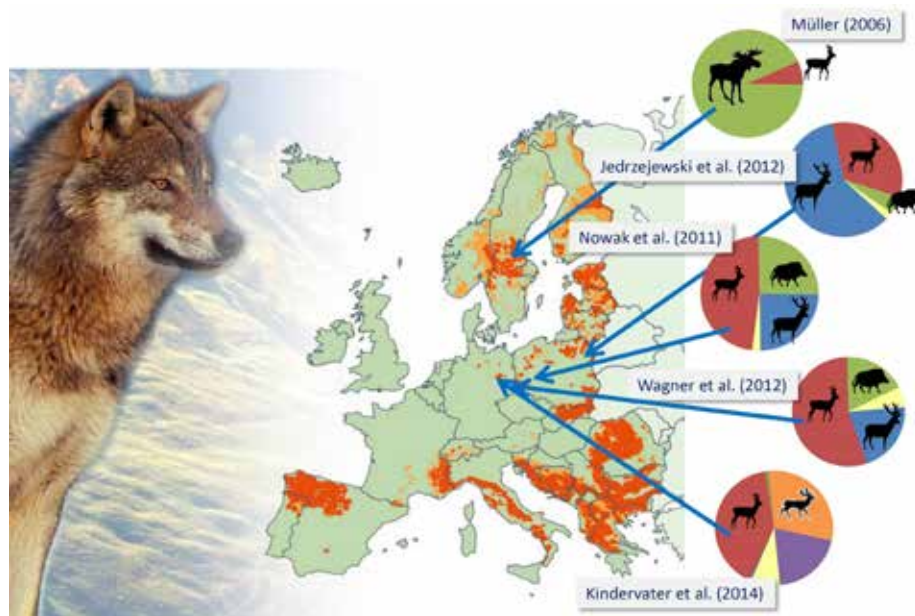 Müller (2006)
Jedrzejewski et al. (2012)
Nowak et al. (2011)
Wagner et al. (2012)
Kindervater et al. (2014)